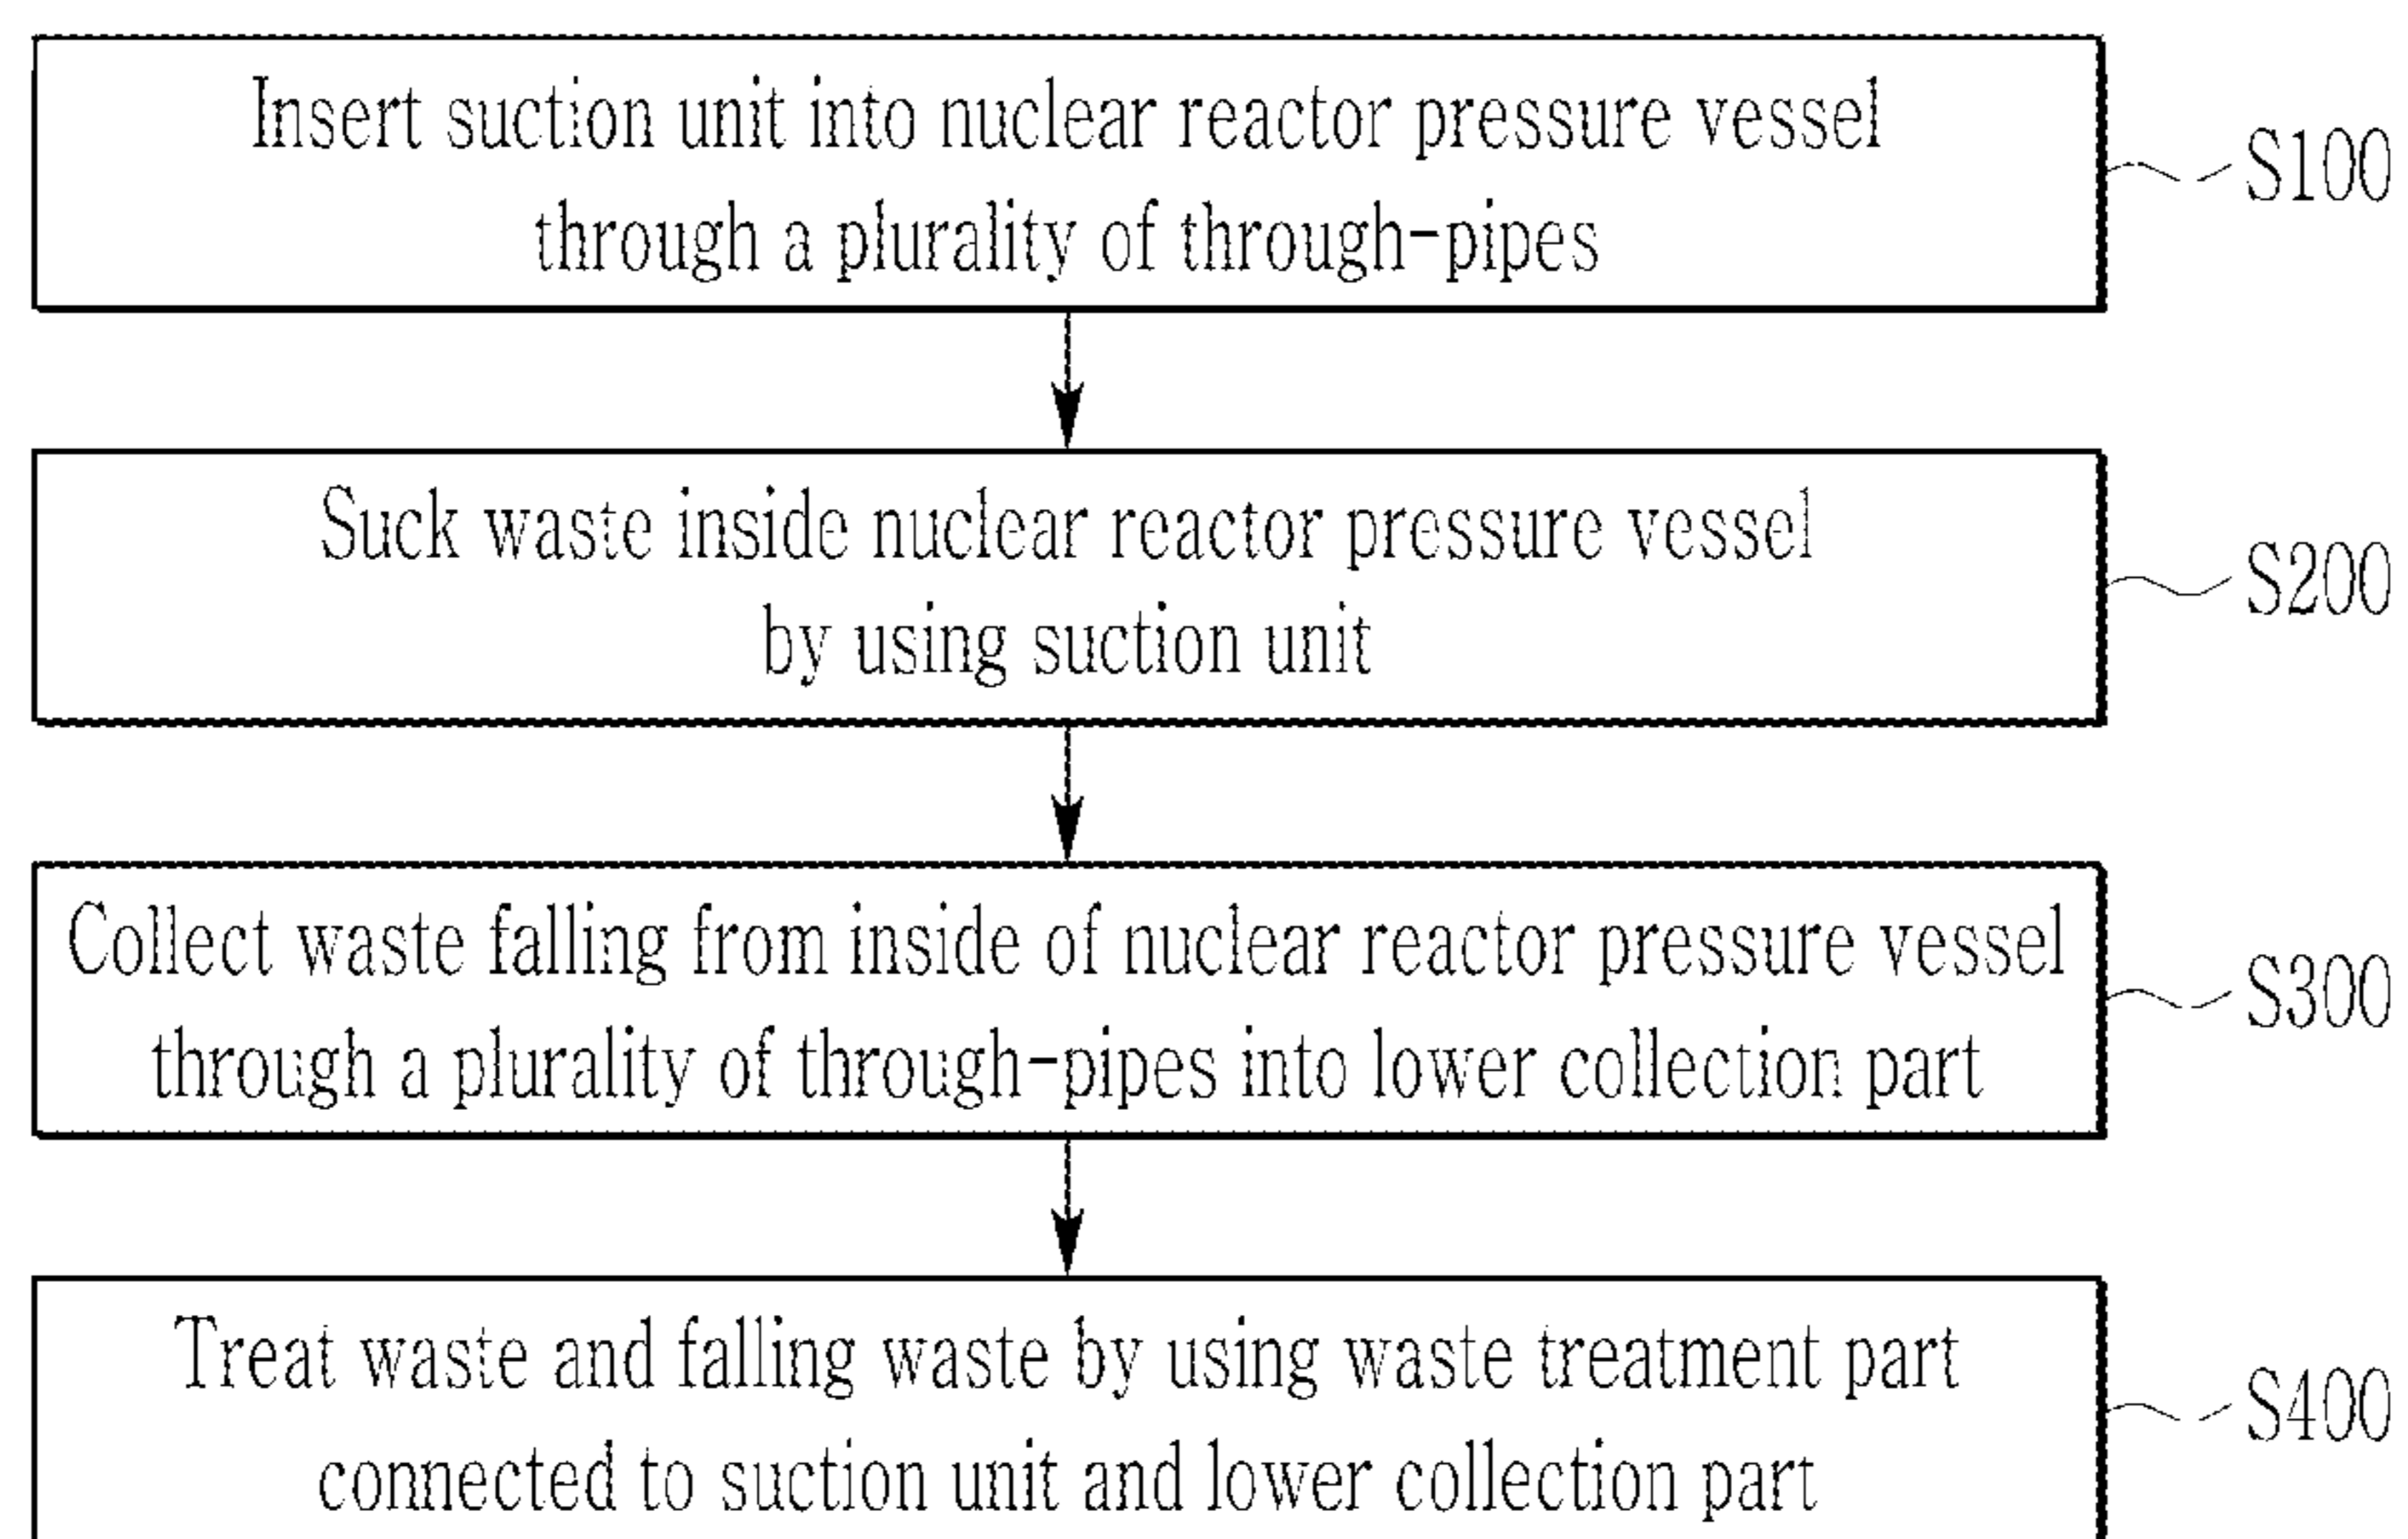 Insert suction unit into nuclear reactor pressure vessel
through a plurality of through-pipes
S100
Suck waste inside nuclear reactor pressure vessel
by using suction unit
S200
Collect waste falling from inside of nuclear reactor pressure vessel
through a plurality of through-pipes into lower collection part
S300
Treat waste and falling waste by using waste treatment part
connected to suction unit and lower collection part
S400